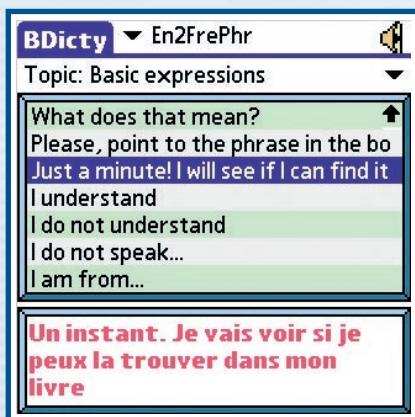 BDicty En2FrePhr
Topic: Basic expressions
What does that mean?
Please, point to the phrase in the bo
Just a minute! I will see if I can find it
I understand
I do not understand
I do not speak...
I am from...
Un instant. Je vais voir si je
peux la trouver dans mon
livre